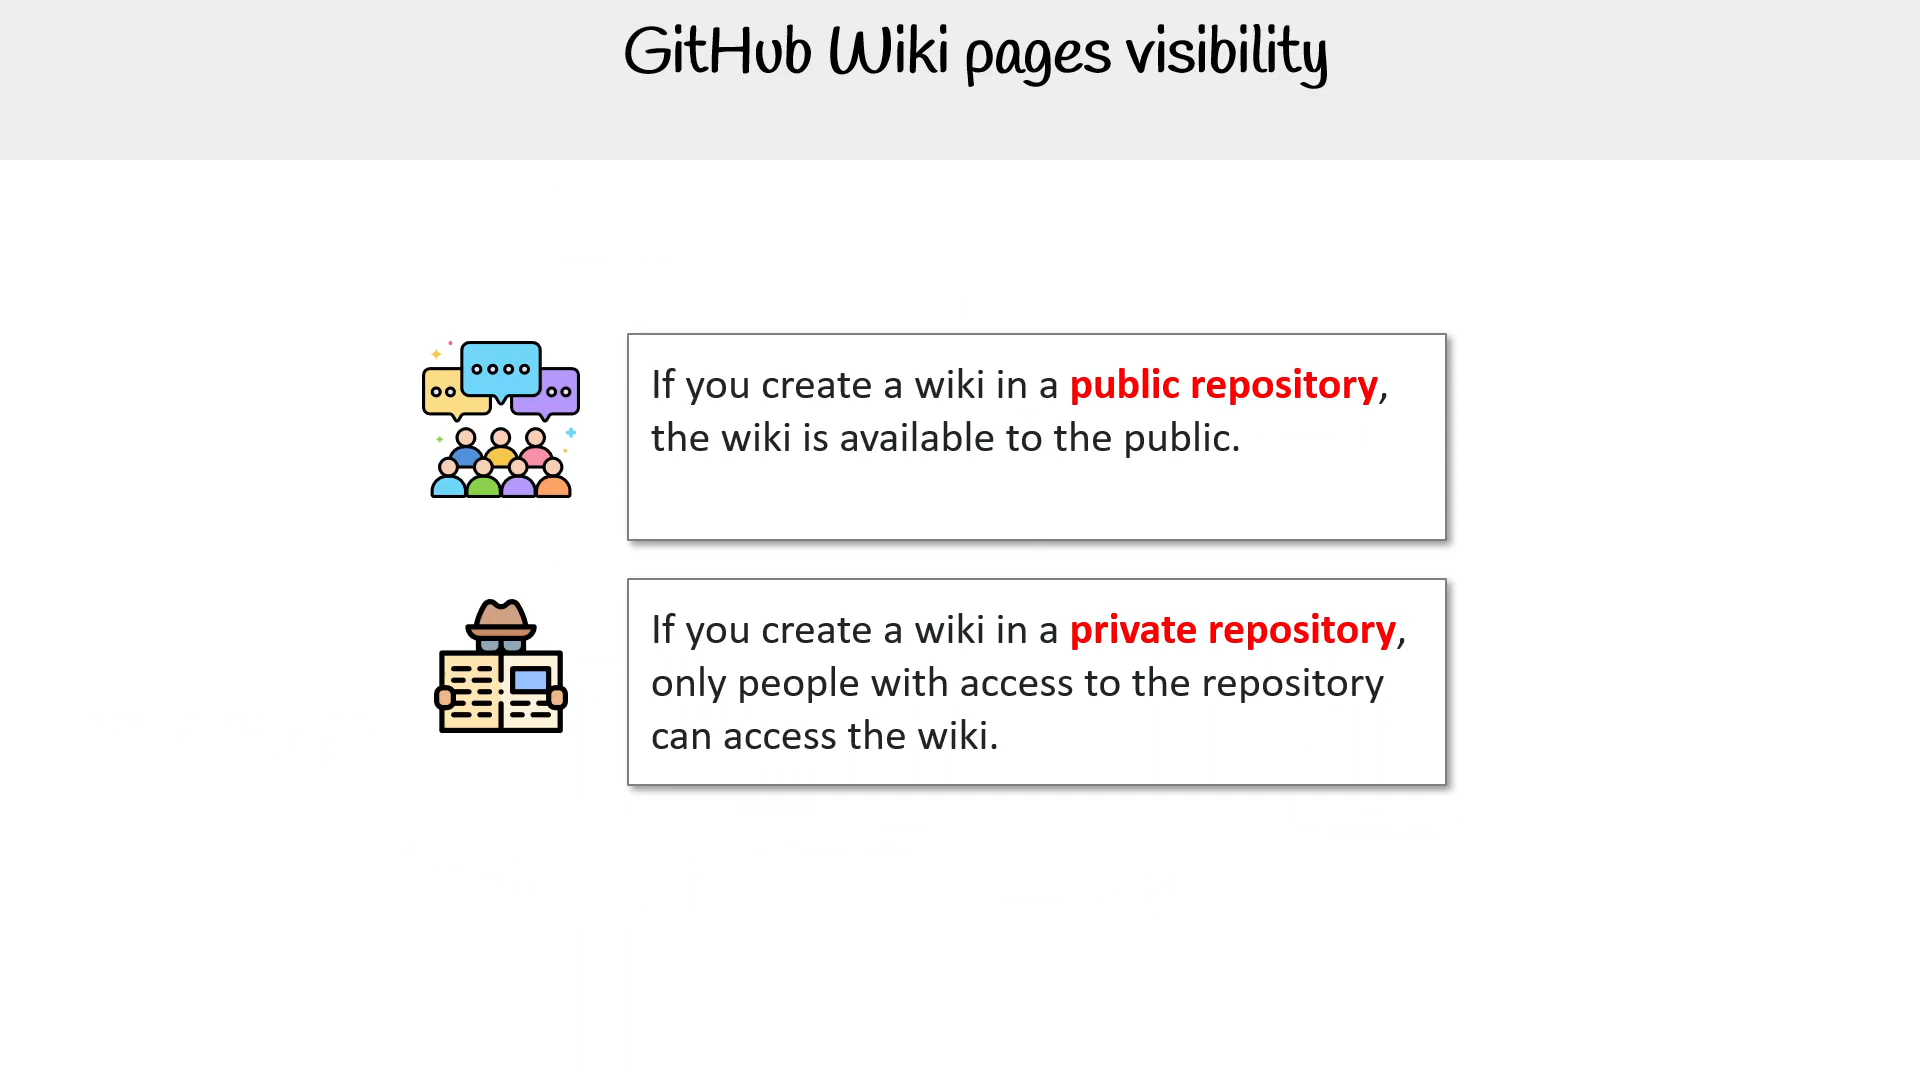 GitHub Wiki pages visibility
If you create a wiki in a public repository,
the wiki is available to the public.
If you create a wiki in a private repository,
only people with access to the repository
can access the wiki.